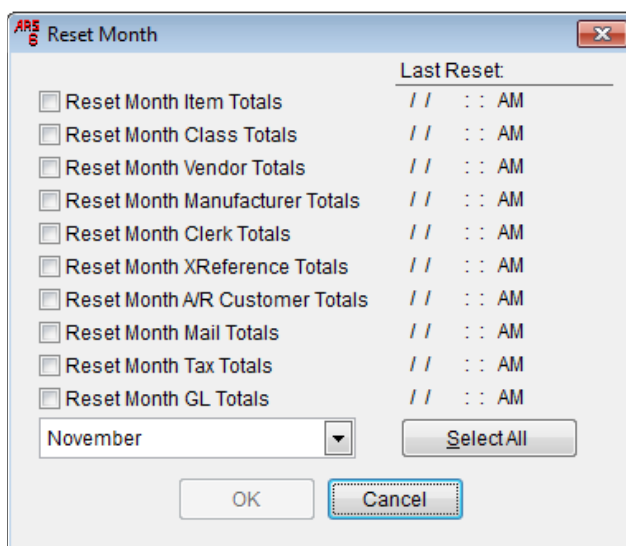 ARS
6
Reset Month
Last Reset:
Reset Month Item Totals / / : : AM
Reset Month Class Totals / / : : AM
Reset Month Vendor Totals / / : : AM
Reset Month Manufacturer Totals / / : : AM
Reset Month Clerk Totals / / : : AM
Reset Month XReference Totals / / : : AM
Reset Month A/R Customer Totals / / : : AM
Reset Month Mail Totals / / : : AM
Reset Month Tax Totals / / : : AM
Reset Month GL Totals / / : : AM
November Select All
OK Cancel